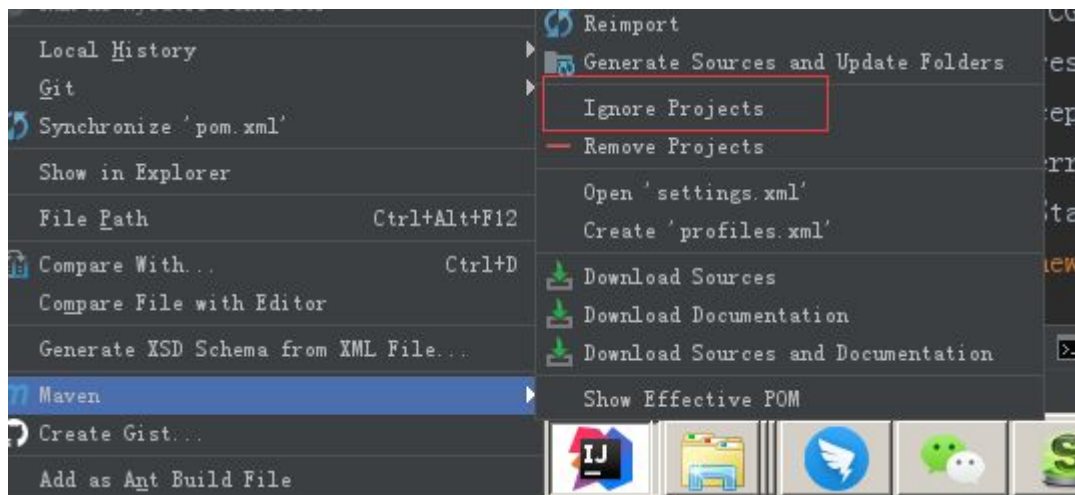 Local History
Git
Synchronize 'pom.xml'
Show in Explorer
File Path Ctrl+Alt+F12
Compare With... Ctrl+D
Compare File with Editor
Generate XSD Schema from XML File...
Maven
Create Gist...
Add as Ant Build File
Reimport
Generate Sources and Update Folders
Ignore Projects
Remove Projects
Open 'settings.xml'
Create 'profiles.xml'
Download Sources
Download Documentation
Download Sources and Documentation
Show Effective POM
IJ